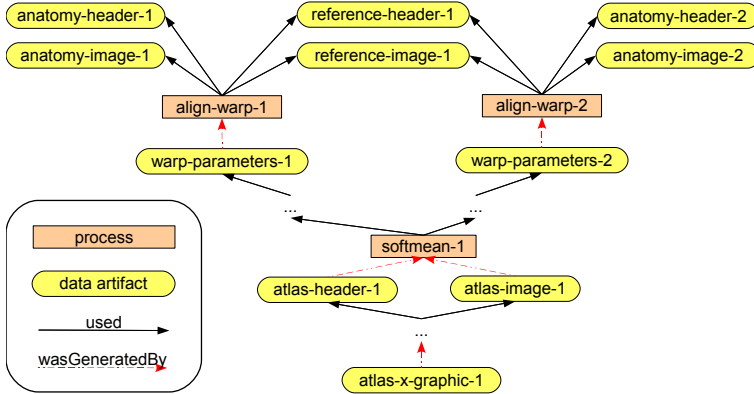 anatomy-header-1
reference-header-1
anatomy-header-2
anatomy-image-1
reference-image-1
anatomy-image-2
align-warp-1
align-warp-2
warp-parameters-1
warp-parameters-2
...
...
process
softmean-1
data artifact
atlas-header-1
atlas-image-1
used
...
wasGeneratedBy
atlas-x-graphic-1